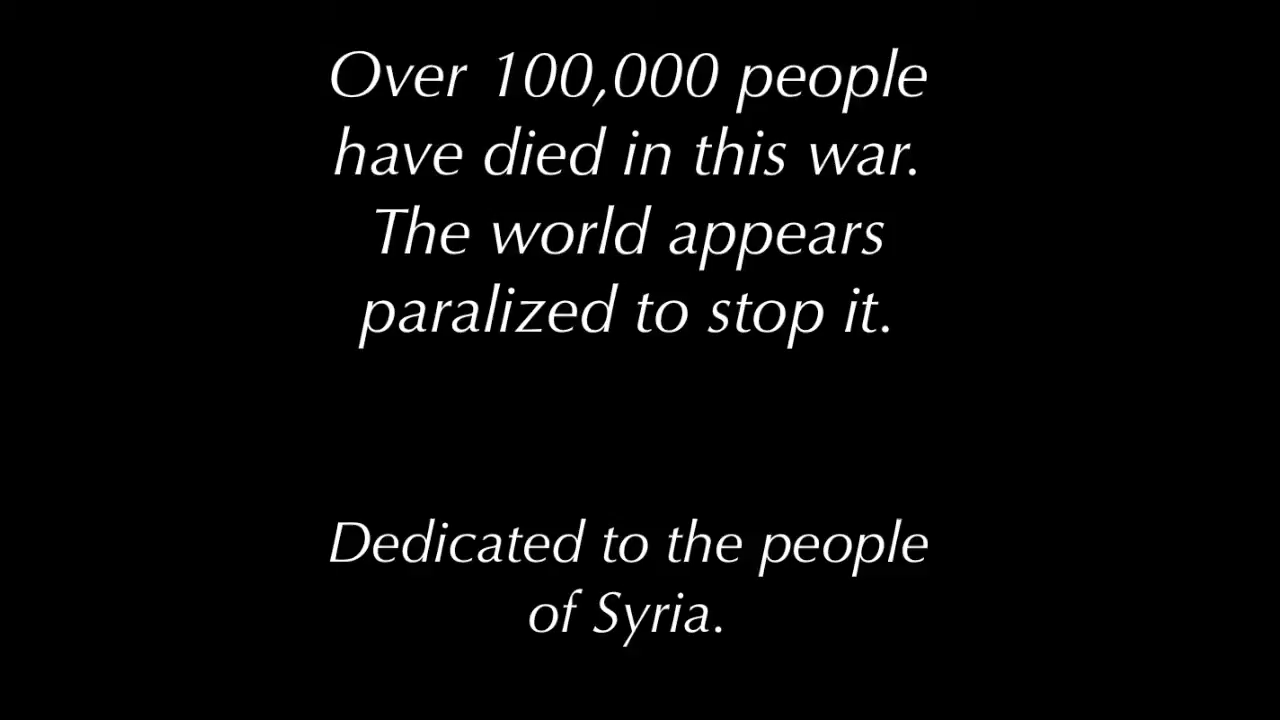 Over 100,000 people
have died in this war.
The world appears
paralized to stop it.
Dedicated to the people
of Syria.